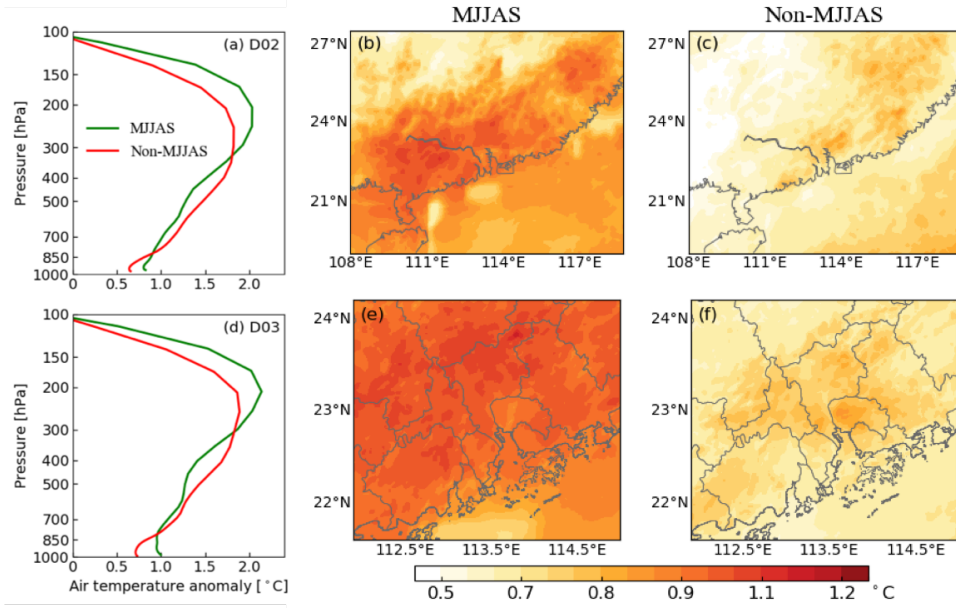 MJJAS
Non-MJJAS
(a) D02
100
140
200
300
500
700
850
1000
Pressure [hPa]
MJJAS
Non-MJJAS
0 0.5 1.0 1.5 2.0
(b)
27°N
24°N
21°N
108°E 111°E 114°E 117°E
(c)
27°N
24°N
21°N
108°E 111°E 114°E 117°E
(d) D03
100
150
200
300
400
500
700
850
1000
Pressure [hPa]
0 0.5 1.0 1.5 2.0
Air temperature anomaly [°C]
(e)
24°N
23°N
22°N
112.5°E 113.5°E 114.5°E
(f)
24°N
23°N
22°N
112.5°E 113.5°E 114.5°E
0.5 0.7 0.8 0.9 1.1 1.2 °C